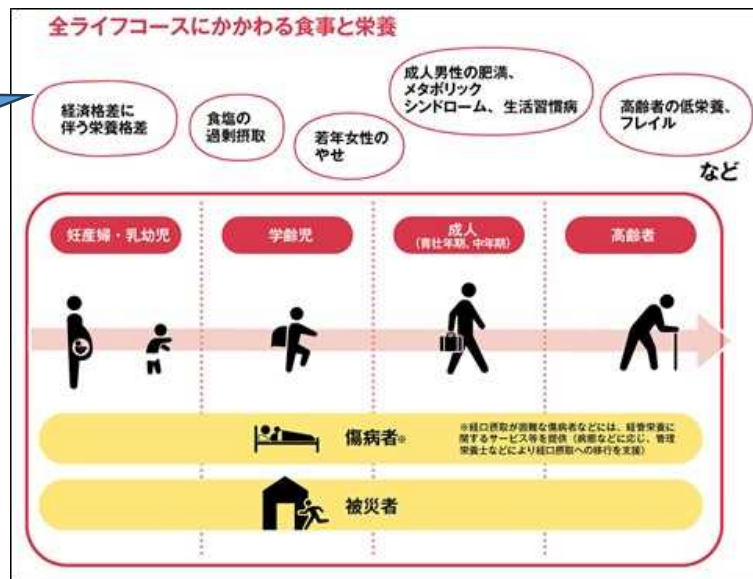 全ライフコースにかかわる食事と栄養
経済格差に
伴う栄養格差
食塩の
過剰摂取
若年女性の
やせ
成人男性の肥満、
メタボリック
シンドローム、生活習慣病
高齢者の低栄養、
フレイル
など
妊産婦・乳幼児
学齢児
成人
(青壮年期、中年期)
高齢者
傷病者※
※経口摂取が困難な傷病者などには、経管栄養に
関するサービス等を提供(病態などに応じ、管理
栄養士などにより経口摂取への移行を支援)
被災者